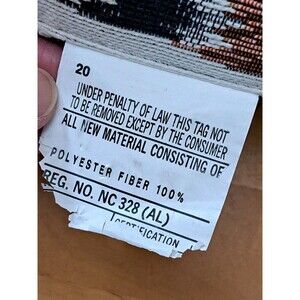 20
UNDER PENALTY OF LAW THIS TAG NOT
TO BE REMOVED EXCEPT BY THE CONSUMER
ALL NEW MATERIAL CONSISTING OF
POLYESTER FIBER 100%
REG. NO. NC 328 (AL)
CERTIFICATION